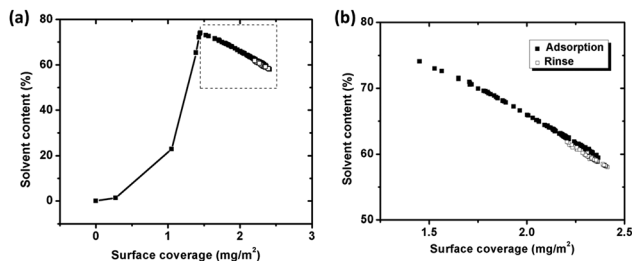 (a)
Solvent content (%)
80
60
40
20
0
0
1
2
3
Surface coverage (mg/m²)
(b)
Adsorption
Rinse
Solvent content (%)
80
70
60
50
1.5
2.0
2.5
Surface coverage (mg/m²)